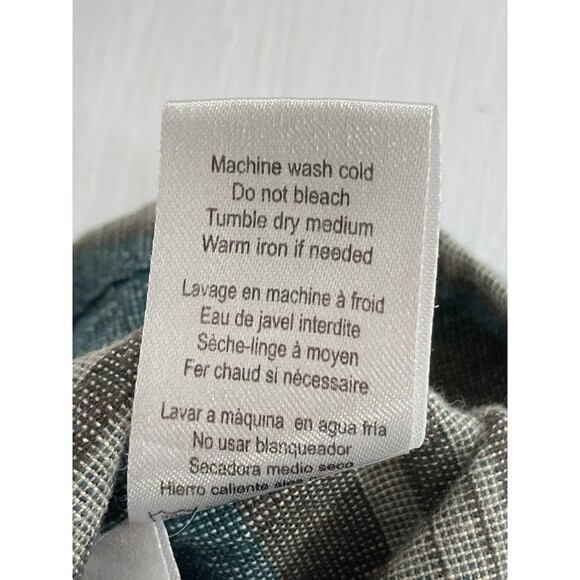 Machine wash cold
Do not bleach
Tumble dry medium
Warm iron if needed
Lavage en machine à froid
Eau de javel interdite
Sèche-linge à moyen
Fer chaud si nécessaire
Lavar a màquina en agua fría
No usar blanqueador
Secadora medio seco
Hierro caliente